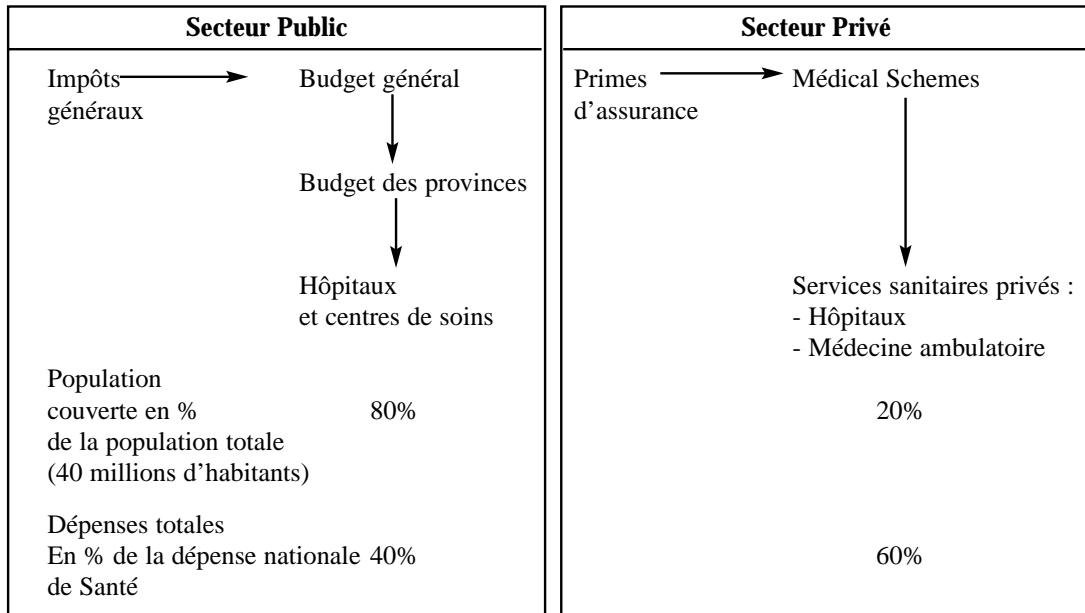 Secteur Public
Impôts
généraux
Budget général
Budget des provinces
Hôpitaux
et centres de soins
Population
couverte en % 80%
de la population totale
(40 millions d'habitants)
Dépenses totales
En % de la dépense nationale 40%
de Santé
Secteur Privé
Primes
d'assurance
Médical Schemes
Services sanitaires privés :
- Hôpitaux
- Médecine ambulatoire
20%
60%